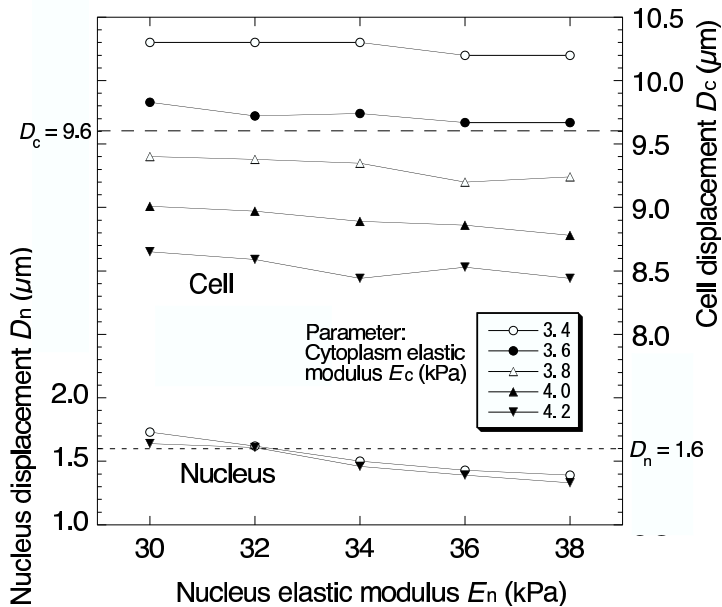 10.5
10.0
9.5
9.0
8.5
8.0
Cell displacement Dc (μm)
Dc = 9.6
Cell
Parameter:
Cytoplasm elastic
modulus Ec (kPa)
3.4
3.6
3.8
4.0
4.2
Nucleus displacement Dn (μm)
2.0
1.5
1.0
Dn = 1.6
Nucleus
30 32 34 36 38
Nucleus elastic modulus En (kPa)